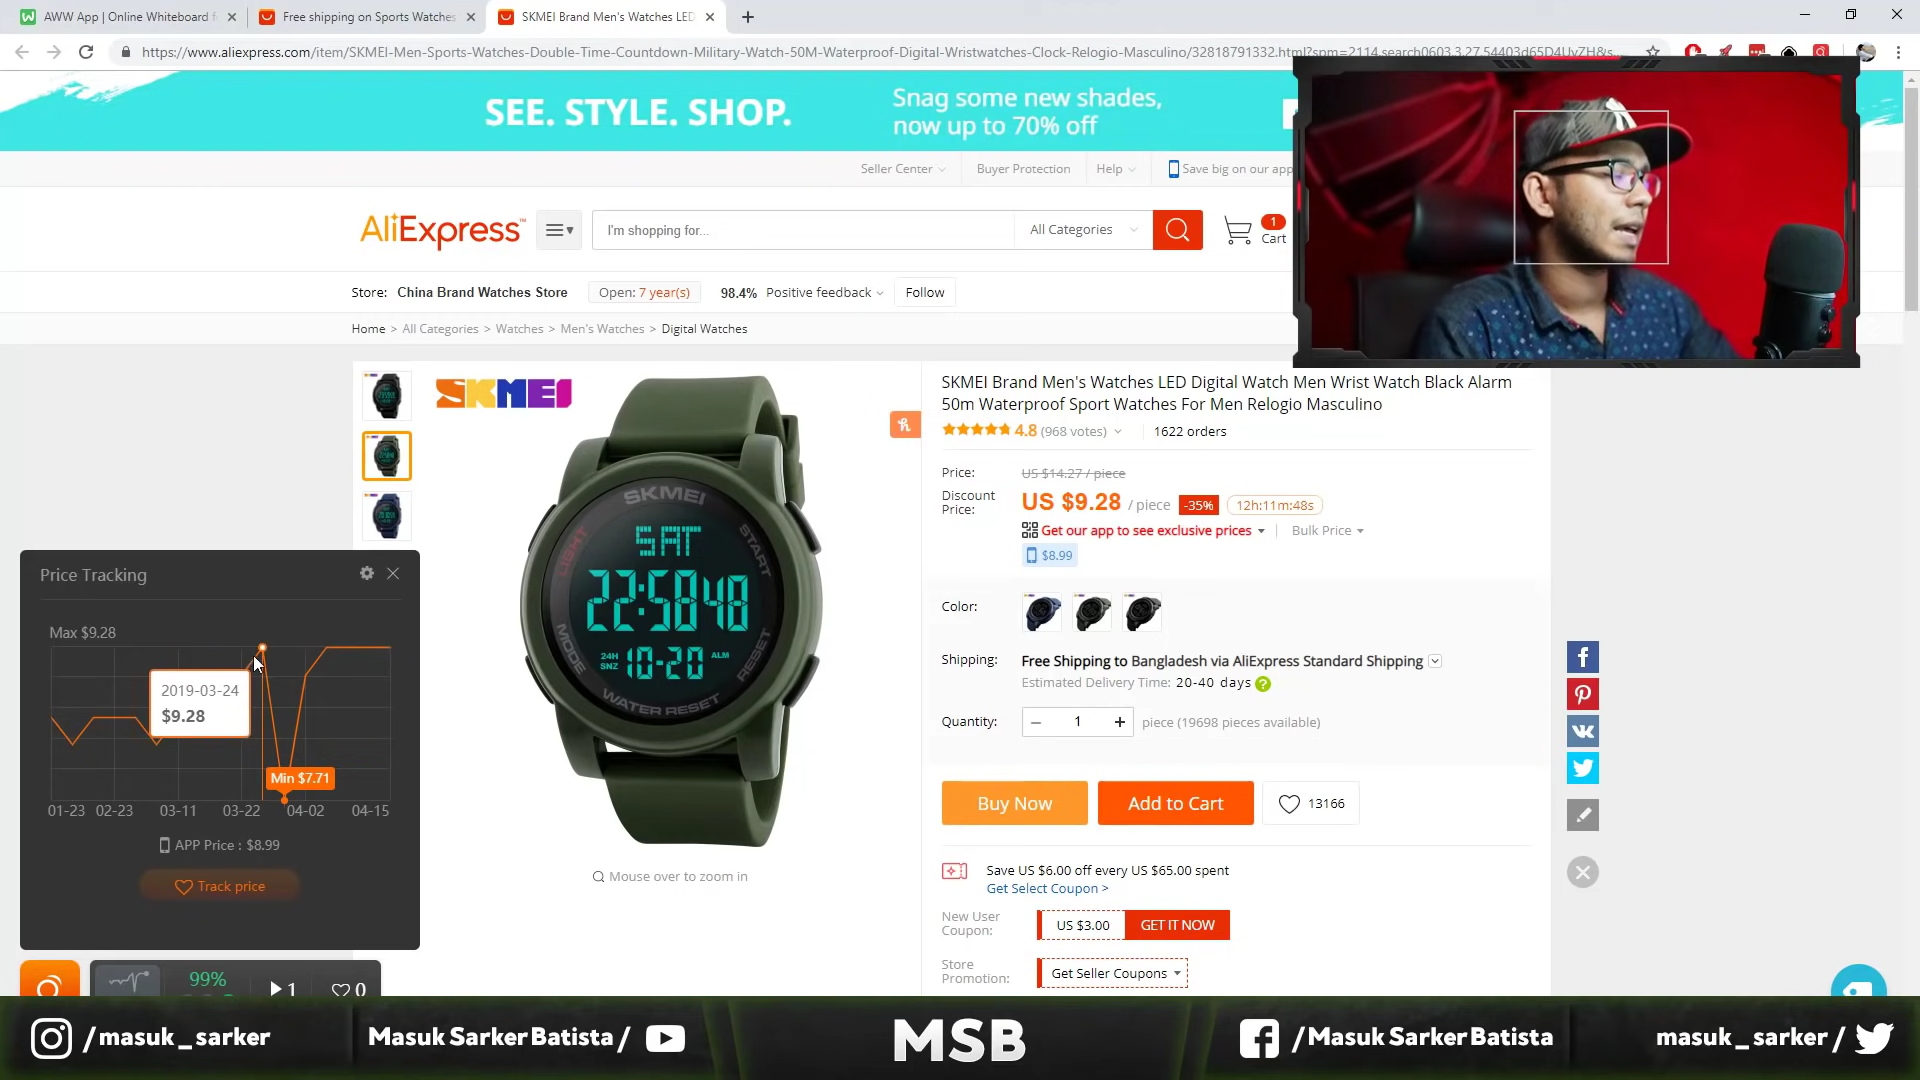 AWW App | Online Whiteboard f
Free shipping on Sports Watches
SKMEI Brand Men's Watches LED
https://www.aliexpress.com/item/SKMEI-Men-Sports-Watches-Double-Time-Countdown-Military-Watch-50M-Waterproof-Digital-Wristwatches-Clock-Relogio-Masculino/32818791332.html?spm=2114.search0603.3.27.54403d65D4UvZH&s...
SEE. STYLE. SHOP.
Snag some new shades,
now up to 70% off
Seller Center
Buyer Protection
Help
Save big on our app
AliExpress™
I'm shopping for...
All Categories
1
Cart
Store: China Brand Watches Store
Open: 7 year(s)
98.4% Positive feedback
Follow
Home > All Categories > Watches > Men's Watches > Digital Watches
SKMEI
SKMEI
LIGHT
START
SAT
22:58 48
24H
SNZ
10-20
ALM
MODE
RESET
WATER RESET
Mouse over to zoom in
SKMEI Brand Men's Watches LED Digital Watch Men Wrist Watch Black Alarm
50m Waterproof Sport Watches For Men Relogio Masculino
4.8 (968 votes)
1622 orders
Price: US $14.27 / piece
Discount
Price:
US $9.28 / piece -35% 12h:11m:48s
Get our app to see exclusive prices
Bulk Price
$8.99
Color:
Shipping: Free Shipping to Bangladesh via AliExpress Standard Shipping
Estimated Delivery Time: 20-40 days ?
Quantity: − 1 + piece (19698 pieces available)
Buy Now
Add to Cart
13166
Save US $6.00 off every US $65.00 spent
Get Select Coupon >
New User
Coupon:
US $3.00 GET IT NOW
Store
Promotion:
Get Seller Coupons
Price Tracking
Max $9.28
2019-03-24
$9.28
Min $7.71
01-23 02-23 03-11 03-22 04-02 04-15
APP Price : $8.99
Track price
99%
1
0
/masuk_sarker
Masuk Sarker Batista /
MSB
/Masuk Sarker Batista
masuk_sarker /